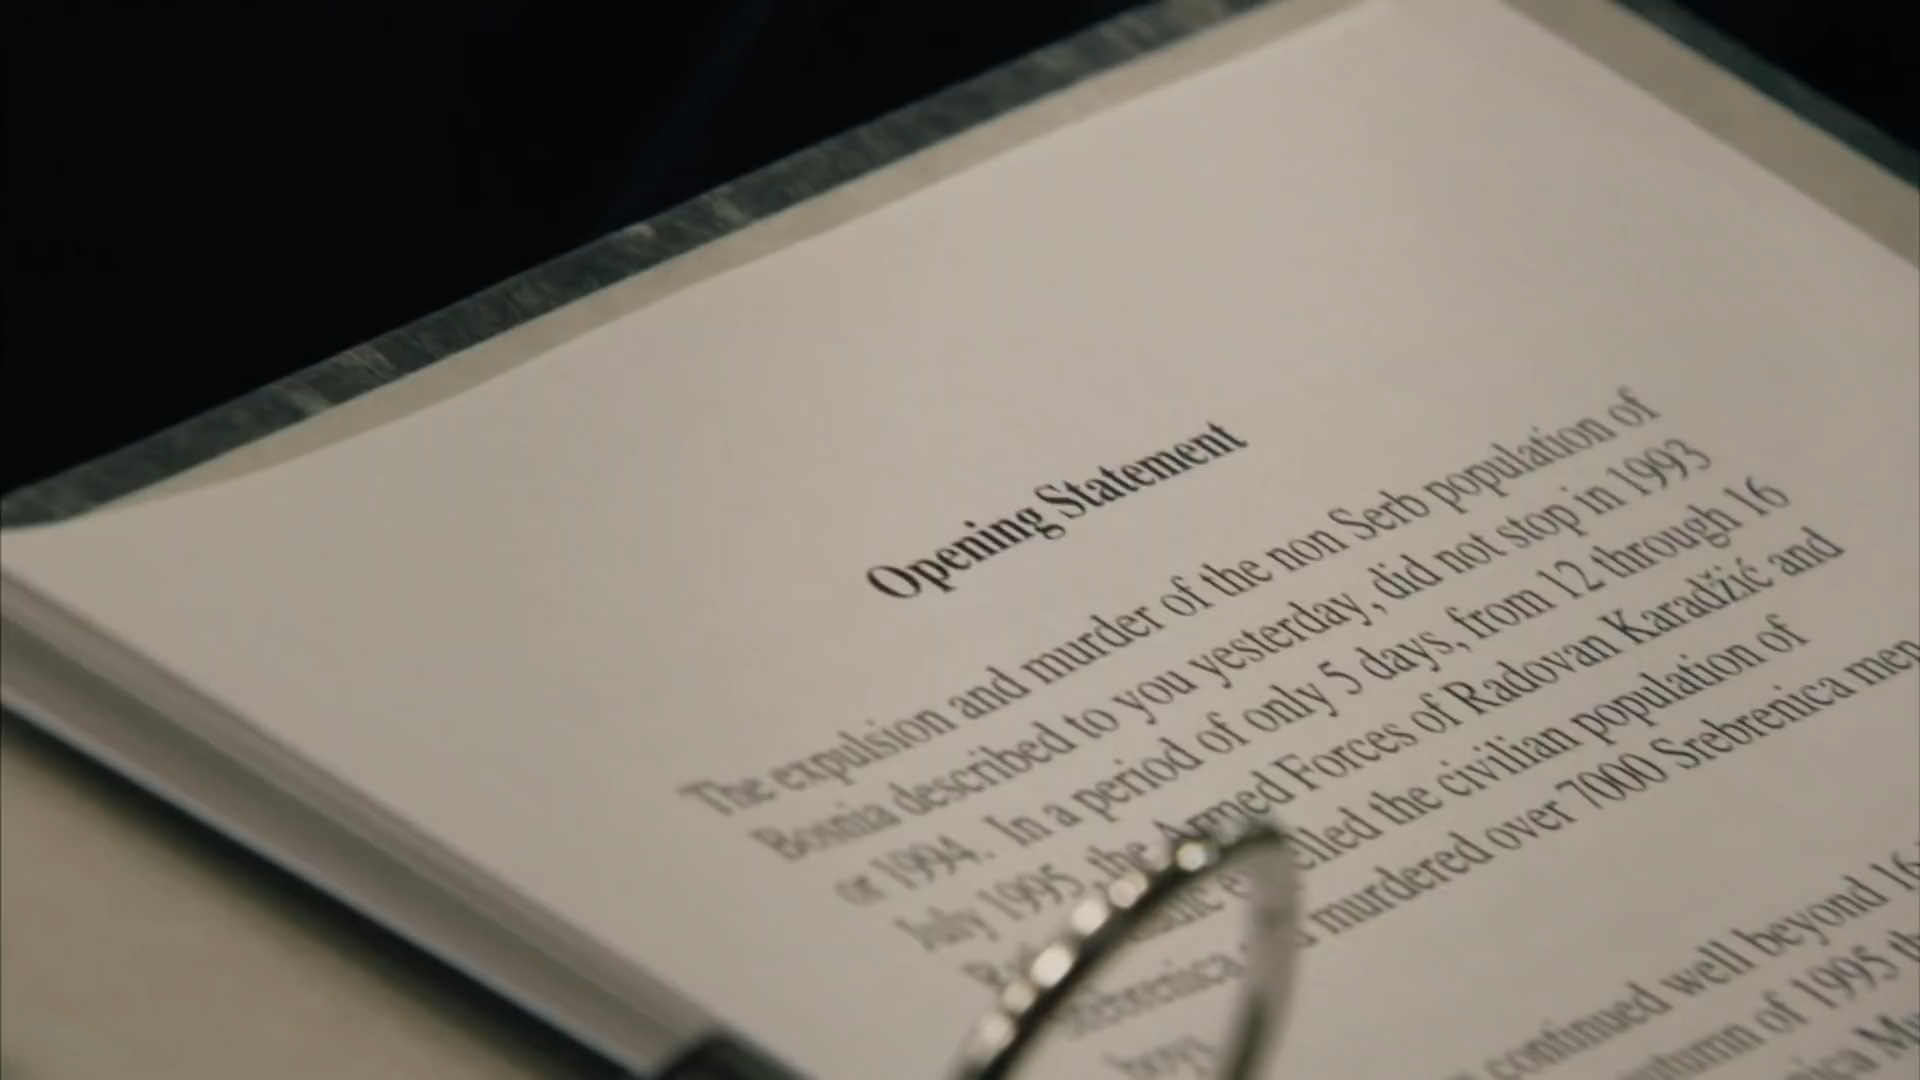 Opening Statement
The expulsion and murder of the non Serb population of
Bosnia described to you yesterday, did not stop in 1993
or 1994. In a period of only 5 days, from 12 through 16
July 1995, the Armed Forces of Radovan Karadžić and
the civilian population of
Srebrenica murdered over 7000 Srebrenica men
boys
continued well beyond 16
of 1995